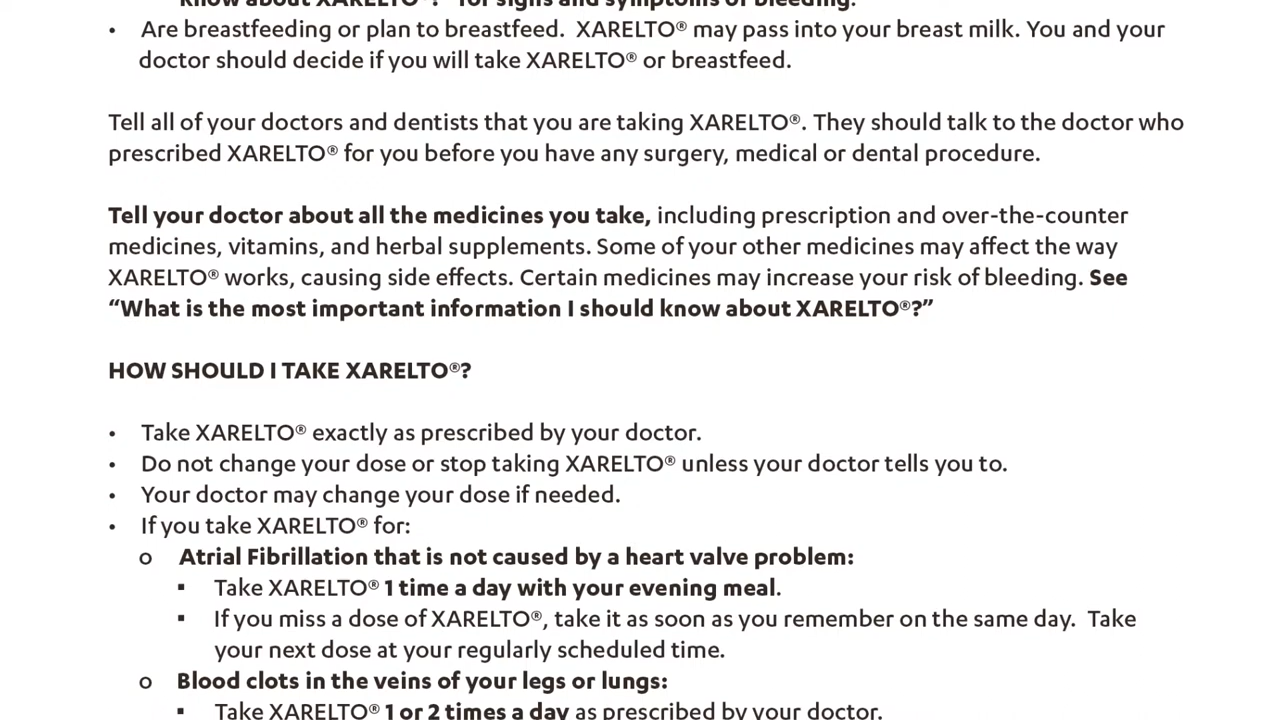 know about XARELTO®?” for signs and symptoms of bleeding.
• Are breastfeeding or plan to breastfeed.  XARELTO® may pass into your breast milk. You and your
doctor should decide if you will take XARELTO® or breastfeed.
Tell all of your doctors and dentists that you are taking XARELTO®. They should talk to the doctor who
prescribed XARELTO® for you before you have any surgery, medical or dental procedure.
Tell your doctor about all the medicines you take, including prescription and over-the-counter
medicines, vitamins, and herbal supplements. Some of your other medicines may affect the way
XARELTO® works, causing side effects. Certain medicines may increase your risk of bleeding. See
“What is the most important information I should know about XARELTO®?”
HOW SHOULD I TAKE XARELTO®?
• Take XARELTO® exactly as prescribed by your doctor.
• Do not change your dose or stop taking XARELTO® unless your doctor tells you to.
• Your doctor may change your dose if needed.
• If you take XARELTO® for:
o Atrial Fibrillation that is not caused by a heart valve problem:
▪ Take XARELTO® 1 time a day with your evening meal.
▪ If you miss a dose of XARELTO®, take it as soon as you remember on the same day.  Take
your next dose at your regularly scheduled time.
o Blood clots in the veins of your legs or lungs:
▪ Take XARELTO® 1 or 2 times a day as prescribed by your doctor.